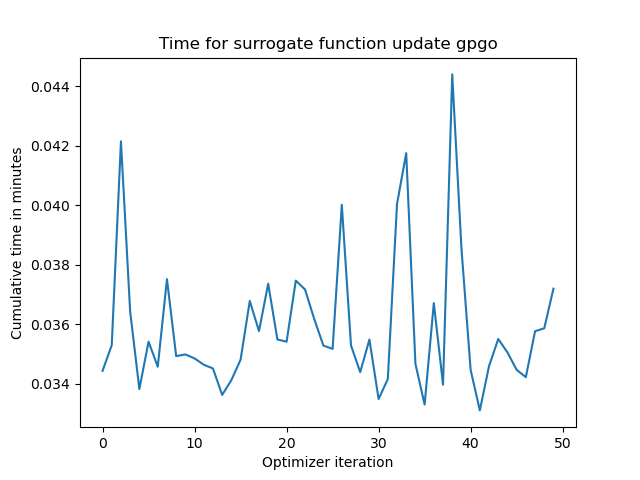 Time for surrogate function update gpgo
0.044
0.042
0.040
0.038
0.036
0.034
Cumulative time in minutes
0 10 20 30 40 50
Optimizer iteration